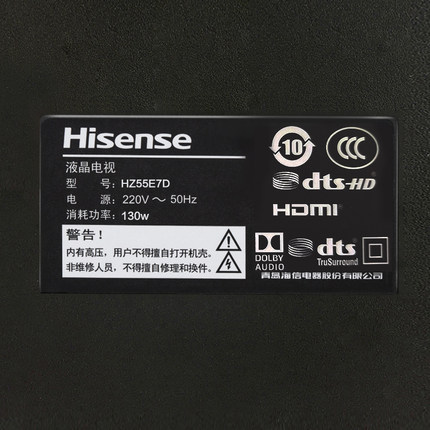 Hisense
液晶电视
型 号: HZ55E7D
电 源: 220V ～ 50Hz
消耗功率: 130w
警告!
内有高压，用户不得擅自打开机壳。
非维修人员，不得擅自修理和换件。
10
CCC
dts-HD
HDMI
DOLBY
AUDIO
dts
TruSurround
青岛海信电器股份有限公司